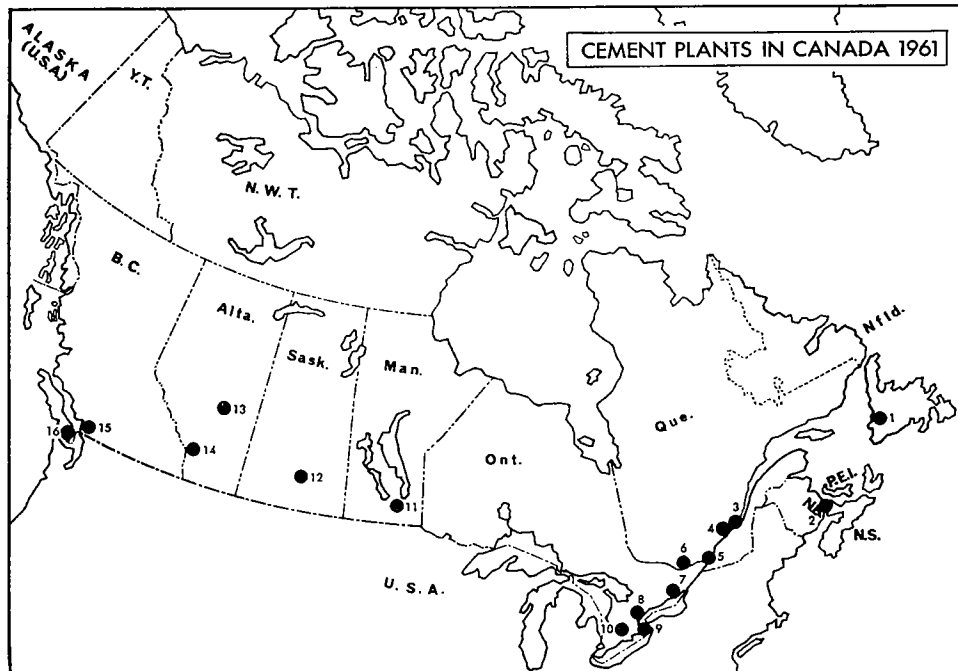 CEMENT PLANTS IN CANADA 1961
ALASKA
(U.S.A)
Y.T.
N.W.T.
B.C.
Alta.
Sask.
Man.
Ont.
Que.
Nfld.
P.E.I.
N.B.
N.S.
U.S.A.
1
2
3
4
5
6
7
8
9
10
11
12
13
14
15
16